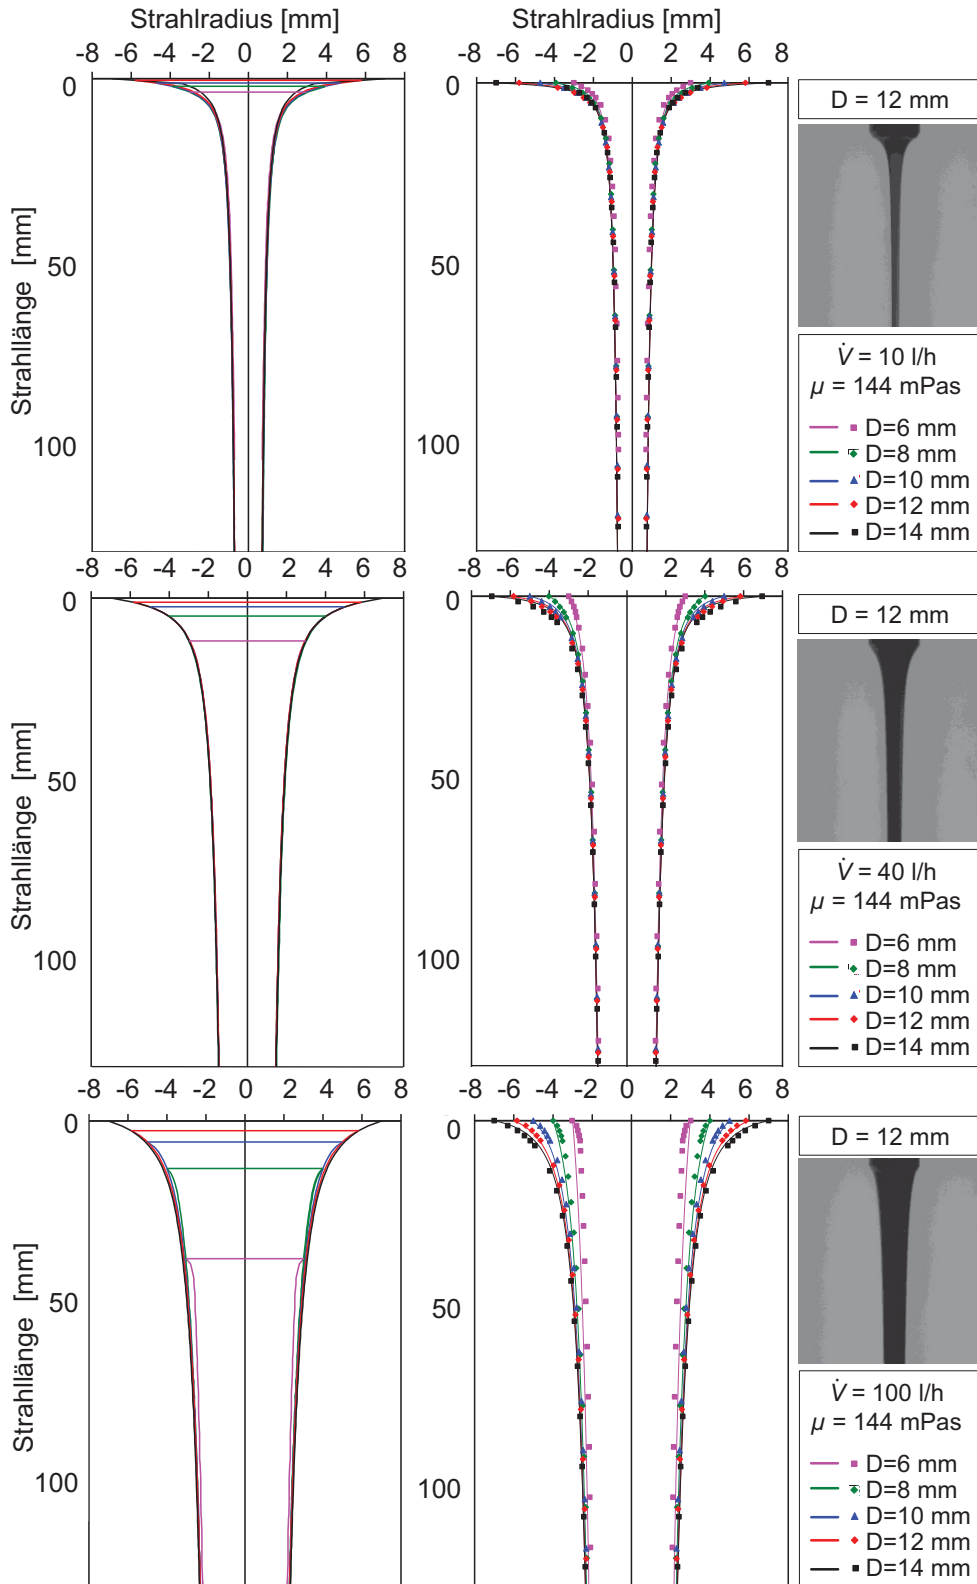 Strahlradius [mm]
Strahlradius [mm]
-8 -6 -4 -2 0 2 4 6 8
-8 -6 -4 -2 0 2 4 6 8
0
50
100
Strahllänge [mm]
0
50
100
D = 12 mm
V̇ = 10 l/h
µ = 144 mPas
D=6 mm
D=8 mm
D=10 mm
D=12 mm
D=14 mm
-8 -6 -4 -2 0 2 4 6 8
-8 -6 -4 -2 0 2 4 6 8
0
50
100
Strahllänge [mm]
0
50
100
D = 12 mm
V̇ = 40 l/h
µ = 144 mPas
D=6 mm
D=8 mm
D=10 mm
D=12 mm
D=14 mm
-8 -6 -4 -2 0 2 4 6 8
-8 -6 -4 -2 0 2 4 6 8
0
50
100
Strahllänge [mm]
0
50
100
D = 12 mm
V̇ = 100 l/h
µ = 144 mPas
D=6 mm
D=8 mm
D=10 mm
D=12 mm
D=14 mm